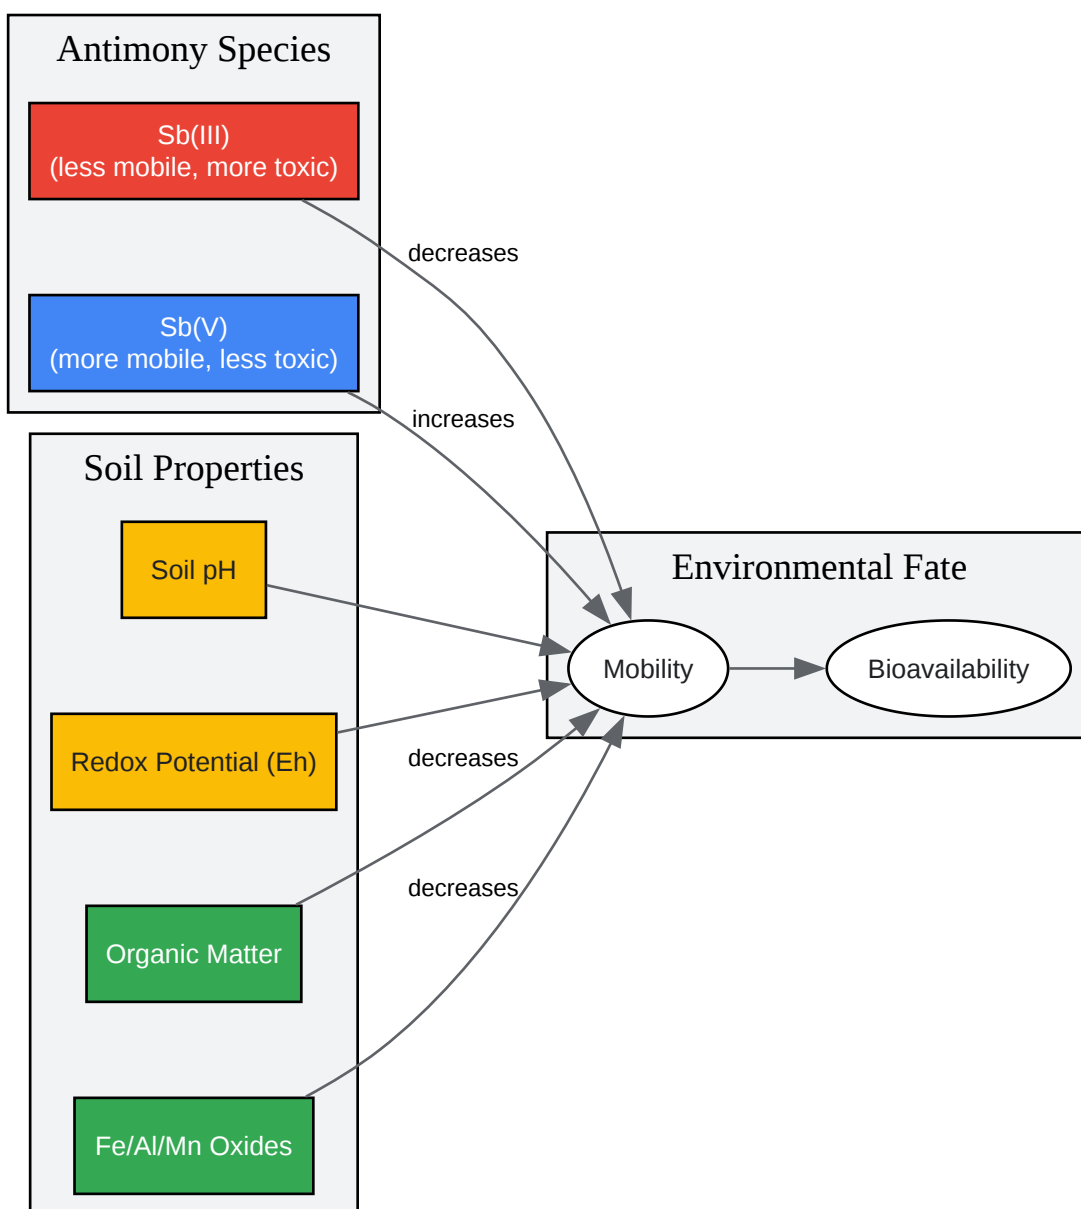 Antimony Species
Sb(III)
(less mobile, more toxic)
decreases
Sb(V)
(more mobile, less toxic)
increases
Soil Properties
Soil pH
Redox Potential (Eh)
decreases
Organic Matter
decreases
Fe/Al/Mn Oxides
Environmental Fate
Mobility
Bioavailability